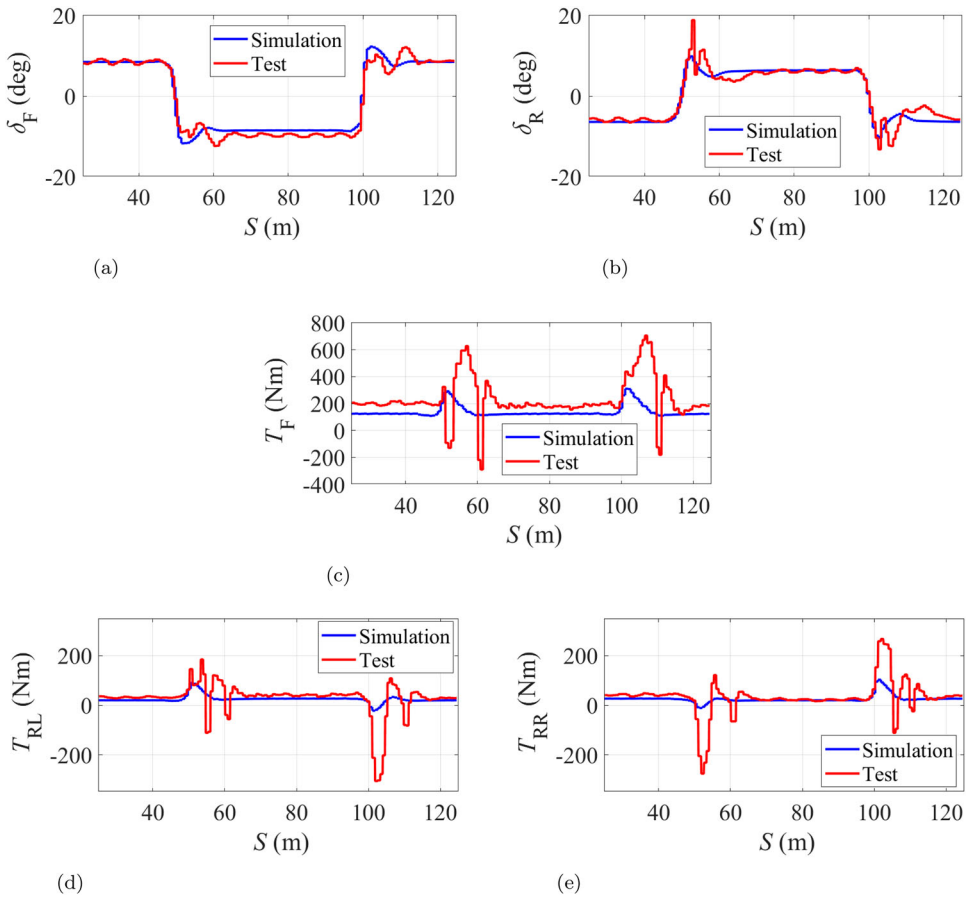 20
0
-20
δF (deg)
Simulation
Test
40 60 80 100 120
S (m)
(a)
20
0
-20
δR (deg)
Simulation
Test
40 60 80 100 120
S (m)
(b)
800
600
400
200
0
-200
-400
TF (Nm)
Simulation
Test
40 60 80 100 120
S (m)
(c)
200
0
-200
TRL (Nm)
Simulation
Test
40 60 80 100 120
S (m)
(d)
200
0
-200
TRR (Nm)
Simulation
Test
40 60 80 100 120
S (m)
(e)